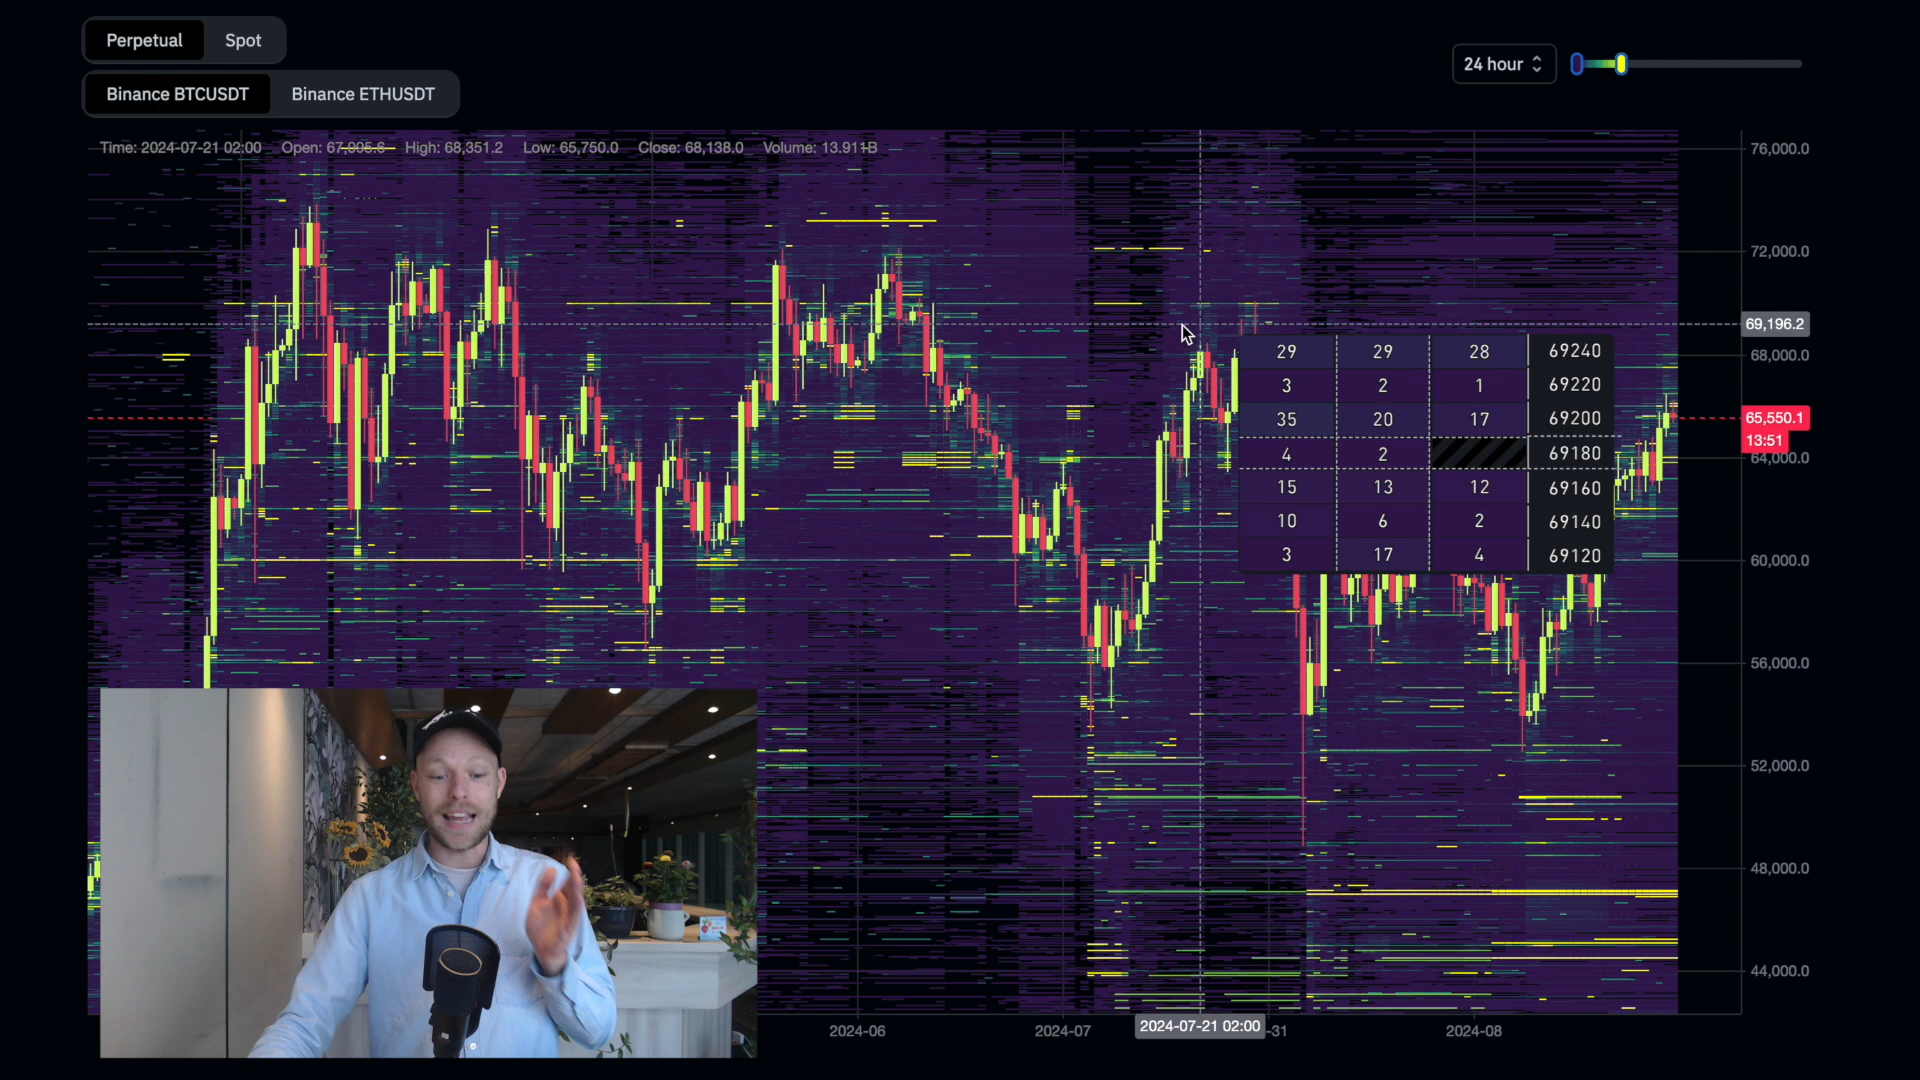 Perpetual Spot
24 hour
Binance BTCUSDT Binance ETHUSDT
Time: 2024-07-21 02:00 Open: 67,095.6 High: 68,351.2 Low: 65,750.0 Close: 68,138.0 Volume: 13.911B
76,000.0
72,000.0
69,196.2
68,000.0
65,550.1
13:51
64,000.0
60,000.0
56,000.0
52,000.0
48,000.0
44,000.0
29 29 28 69240
3 2 1 69220
35 20 17 69200
4 2 69180
15 13 12 69160
10 6 2 69140
3 17 4 69120
2024-06 2024-07 2024-07-21 02:00 -31 2024-08